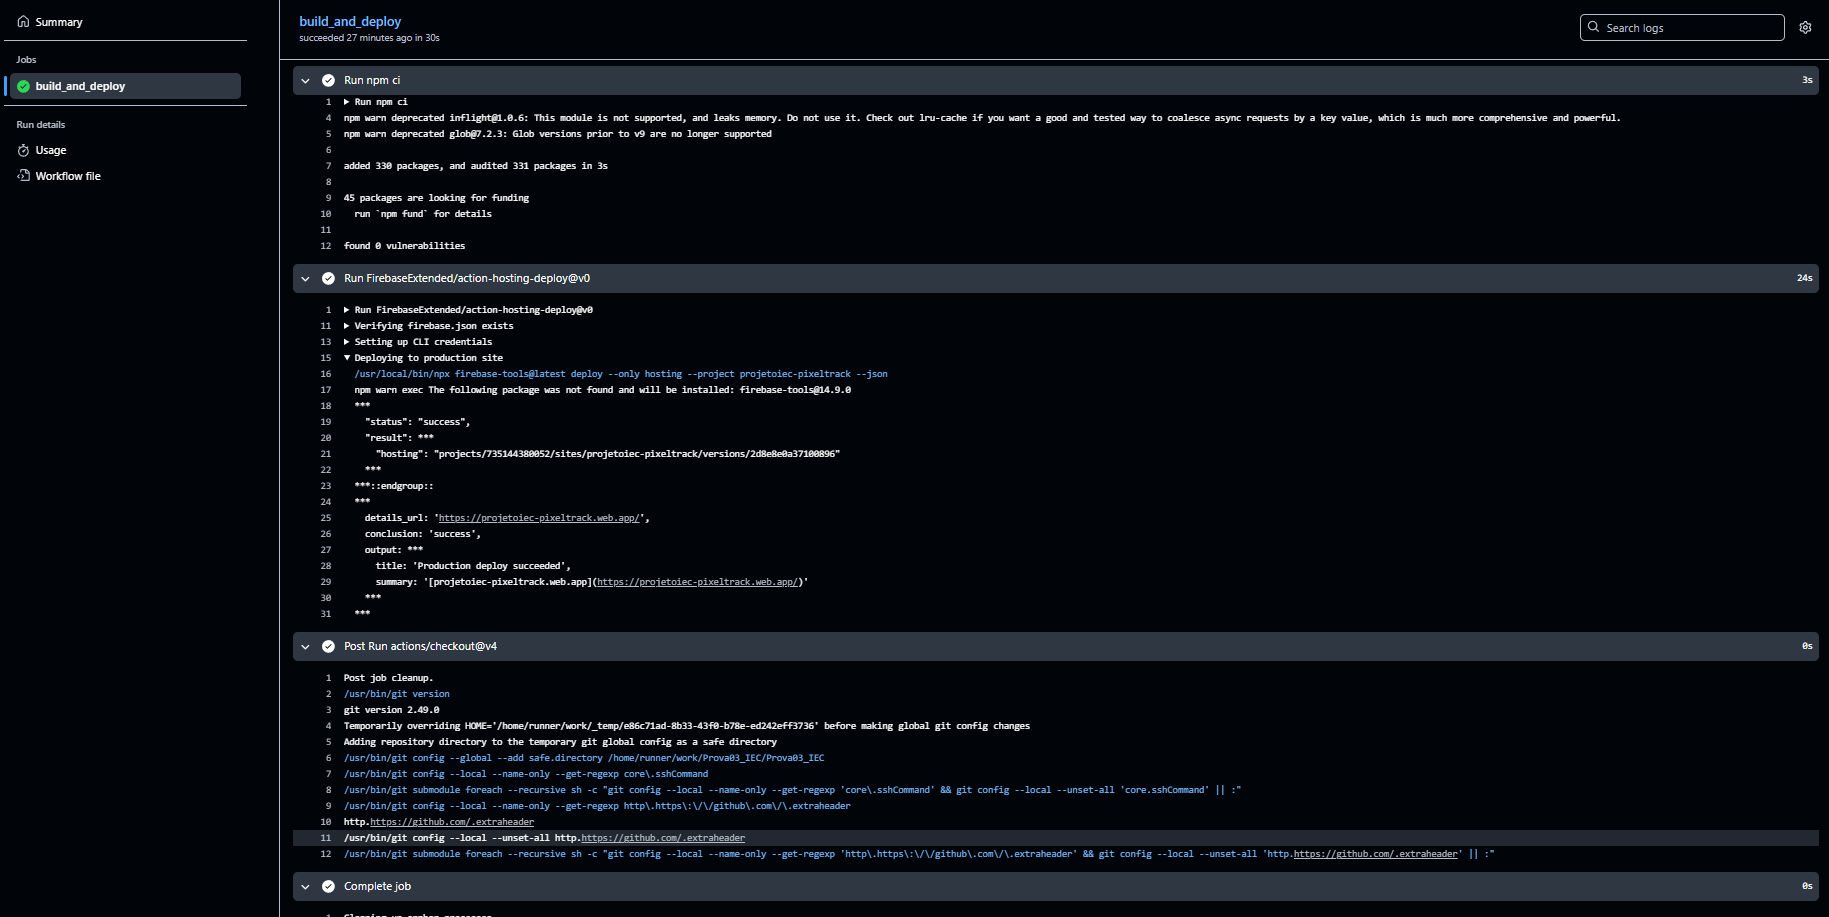 Summary
Jobs
build_and_deploy
Run details
Usage
Workflow file
build_and_deploy
succeeded 27 minutes ago in 30s
Search logs
Run npm ci 3s
1 Run npm ci
4 npm warn deprecated inflight@1.0.6: This module is not supported, and leaks memory. Do not use it. Check out lru-cache if you want a good and tested way to coalesce async requests by a key value, which is much more comprehensive and powerful.
5 npm warn deprecated glob@7.2.3: Glob versions prior to v9 are no longer supported
6
7 added 330 packages, and audited 331 packages in 3s
8
9 45 packages are looking for funding
10 run `npm fund` for details
11
12 found 0 vulnerabilities
Run FirebaseExtended/action-hosting-deploy@v0 24s
1 Run FirebaseExtended/action-hosting-deploy@v0
11 Verifying firebase.json exists
13 Setting up CLI credentials
15 Deploying to production site
16 /usr/local/bin/npx firebase-tools@latest deploy --only hosting --project projetoiec-pixeltrack --json
17 npm warn exec The following package was not found and will be installed: firebase-tools@14.9.0
18 ***
19 "status": "success",
20 "result": ***
21 "hosting": "projects/735144380052/sites/projetoiec-pixeltrack/versions/2d8e8e0a37100896"
22 ***
23 ***::endgroup::
24 ***
25 details_url: 'https://projetoiec-pixeltrack.web.app/',
26 conclusion: 'success',
27 output: ***
28 title: 'Production deploy succeeded',
29 summary: '[projetoiec-pixeltrack.web.app](https://projetoiec-pixeltrack.web.app/)'
30 ***
31 ***
Post Run actions/checkout@v4 0s
1 Post job cleanup.
2 /usr/bin/git version
3 git version 2.49.0
4 Temporarily overriding HOME='/home/runner/work/_temp/e86c71ad-8b33-43f0-b78e-ed242eff3736' before making global git config changes
5 Adding repository directory to the temporary git global config as a safe directory
6 /usr/bin/git config --global --add safe.directory /home/runner/work/Prova03_IEC/Prova03_IEC
7 /usr/bin/git config --local --name-only --get-regexp core\.sshCommand
8 /usr/bin/git submodule foreach --recursive sh -c "git config --local --name-only --get-regexp 'core\.sshCommand' && git config --local --unset-all 'core.sshCommand' || :"
9 /usr/bin/git config --local --name-only --get-regexp http\.https\:\/\/github\.com\/\.extraheader
10 http.https://github.com/.extraheader
11 /usr/bin/git config --local --unset-all http.https://github.com/.extraheader
12 /usr/bin/git submodule foreach --recursive sh -c "git config --local --name-only --get-regexp 'http\.https\:\/\/github\.com\/\.extraheader' && git config --local --unset-all 'http.https://github.com/.extraheader' || :"
Complete job 0s
1 Cleaning up orphan processes